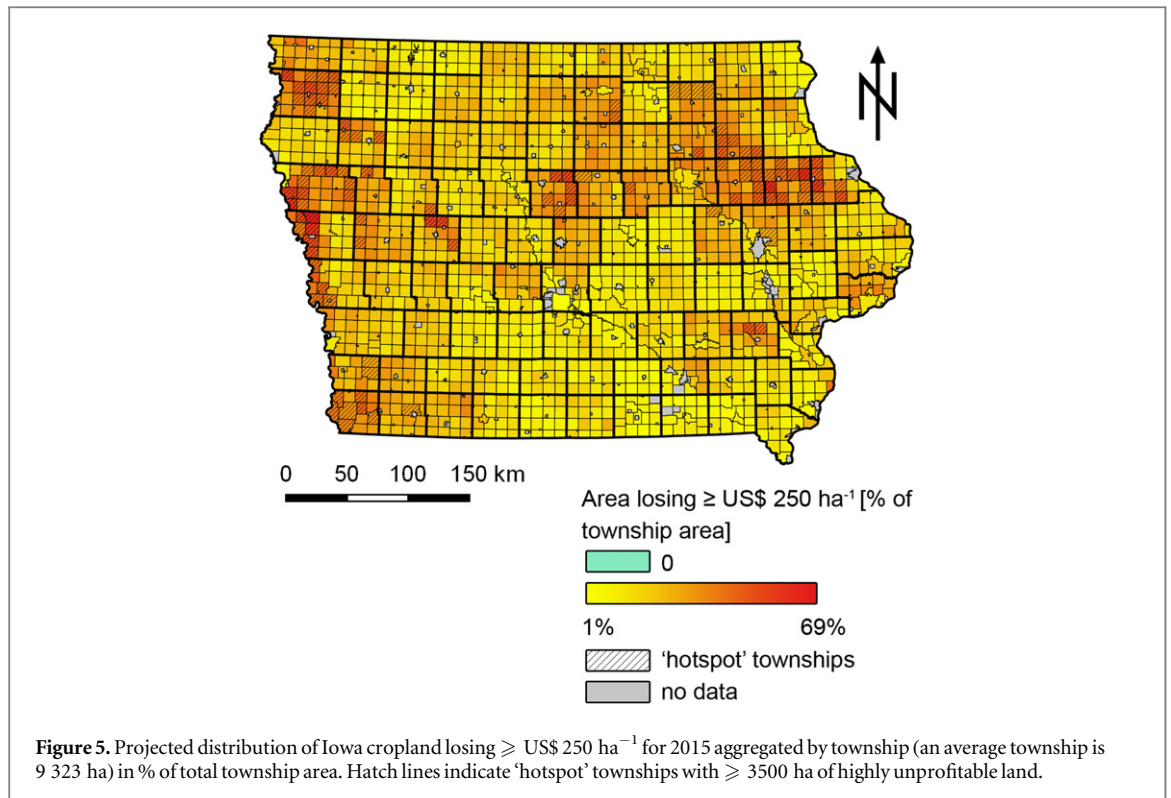 N
0 50 100 150 km
Area losing ≥ US$ 250 ha⁻¹ [% of
township area]
0
1% 69%
'hotspot' townships
no data
Figure 5. Projected distribution of Iowa cropland losing ⩾ US$ 250 ha⁻¹ for 2015 aggregated by township (an average township is
9 323 ha) in % of total township area. Hatch lines indicate 'hotspot' townships with ⩾ 3500 ha of highly unprofitable land.